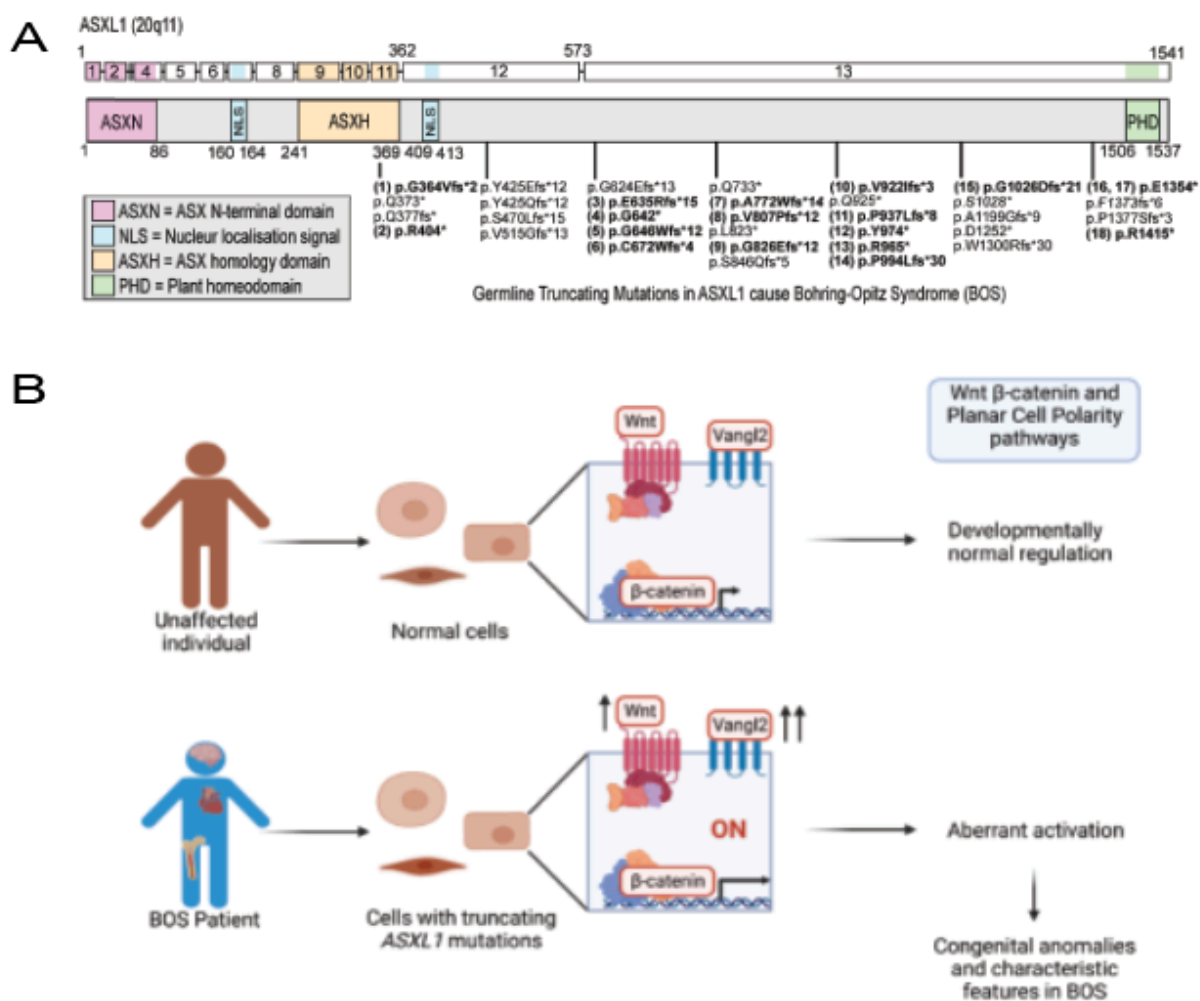 A
ASXL1 (20q11)
1 362 573 1541
1 2 4 5 6 8 9 10 11 12 13
ASXN NLS ASXH NLS PHD
1 86 160 164 241 369 409 413 1506 1537
ASXN = ASX N-terminal domain
NLS = Nucleur localisation signal
ASXH = ASX homology domain
PHD = Plant homeodomain
(1) p.G364Vfs*2
p.Q373*
p.Q377fs*
(2) p.R404*
p.Y425Efs*12
p.Y425Qfs*12
p.S470Lfs*15
p.V515Gfs*13
p.G624Efs*13
(3) p.E635Rfs*15
(4) p.G642*
(5) p.G646Wfs*12
(6) p.C672Wfs*4
p.Q733*
(7) p.A772Wfs*14
(8) p.V807Pfs*12
p.L823*
(9) p.G826Efs*12
p.S846Qfs*5
(10) p.V922Ifs*3
p.Q925*
(11) p.P937Lfs*8
(12) p.Y974*
(13) p.R965*
(14) p.P994Lfs*30
(15) p.G1026Dfs*21
p.S1028*
p.A1199Gfs*9
p.D1252*
p.W1300Rfs*30
(16, 17) p.E1354*
p.F1373fs*6
p.P1377Sfs*3
(18) p.R1415*
Germline Truncating Mutations in ASXL1 cause Bohring-Opitz Syndrome (BOS)
B
Wnt β-catenin and
Planar Cell Polarity
pathways
Wnt
Vangl2
β-catenin
Unaffected
individual
Normal cells
Developmentally
normal regulation
Wnt
Vangl2
ON
β-catenin
BOS Patient
Cells with truncating
ASXL1 mutations
Aberrant activation
Congenital anomalies
and characteristic
features in BOS